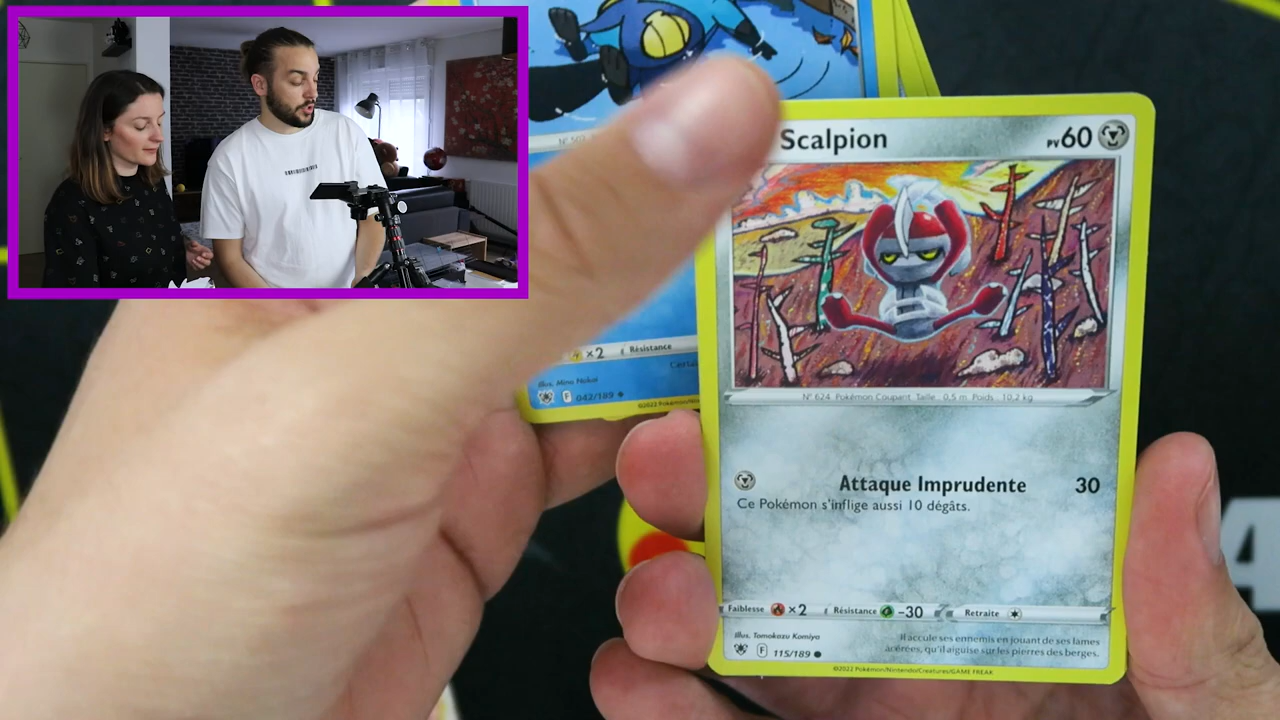 Scalpion
PV60
N° 624 Pokémon Coupant Taille : 0,5 m Poids : 10,2 kg
Attaque Imprudente 30
Ce Pokémon s'inflige aussi 10 dégâts.
Faiblesse ×2 Résistance -30 Retraite
Illus. Tomokazu Komiya
F 115/189
Il accule ses ennemis en jouant de ses lames
acérées, qu'il aiguise sur les pierres des berges.
©2022 Pokémon/Nintendo/Creatures/GAME FREAK
×2 Résistance
Illus. Mina Nakai
F 042/189
©2022 Pokémon
A